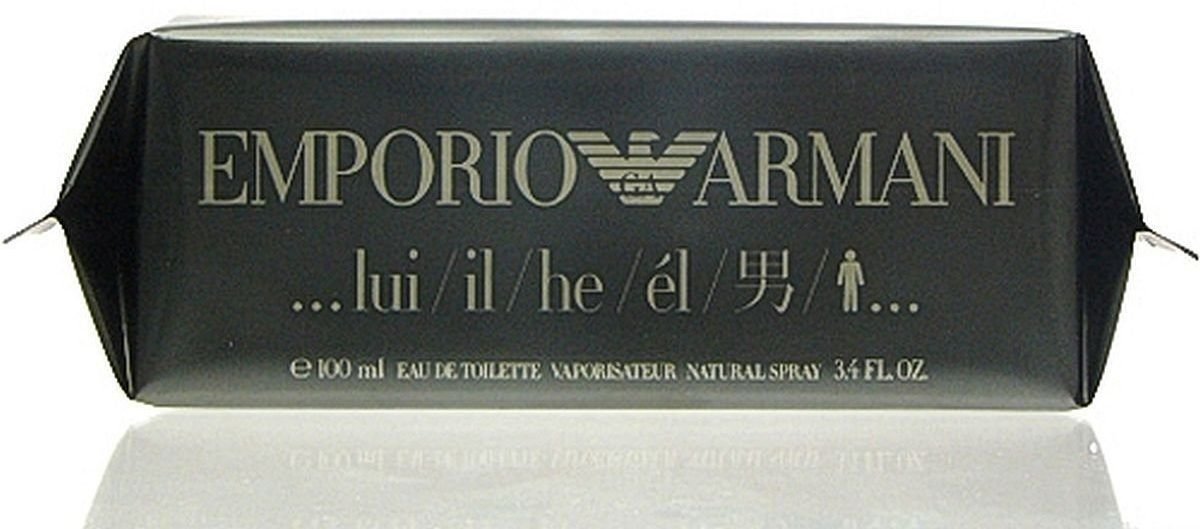 EMPORIO ARMANI
...lui/il/he/él/男/...
e 100 ml EAU DE TOILETTE VAPORISATEUR NATURAL SPRAY 3.4 FL. OZ.